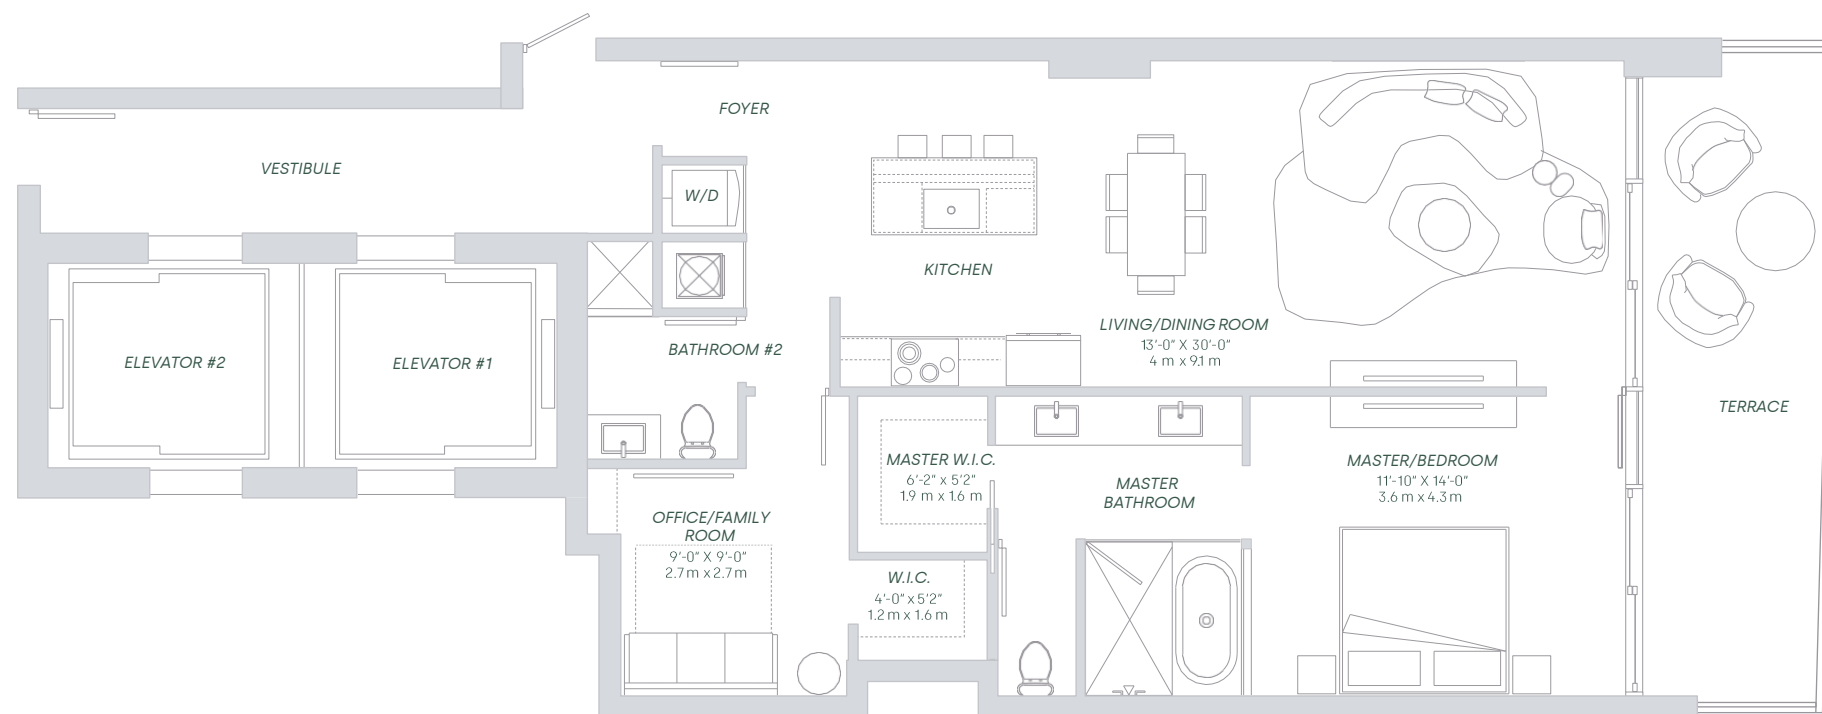 FOYER
VESTIBULE
W/D
KITCHEN
LIVING/DINING ROOM
13'-0" X 30'-0"
4 m x 9.1 m
BATHROOM #2
ELEVATOR #2
ELEVATOR #1
TERRACE
MASTER W.I.C.
6'-2" x 5'2"
1.9 m x 1.6 m
MASTER/BEDROOM
11'-10" X 14'-0"
3.6 m x 4.3 m
MASTER
BATHROOM
OFFICE/FAMILY
ROOM
9'-0" X 9'-0"
2.7 m x 2.7 m
W.I.C.
4'-0" x 5'2"
1.2 m x 1.6 m